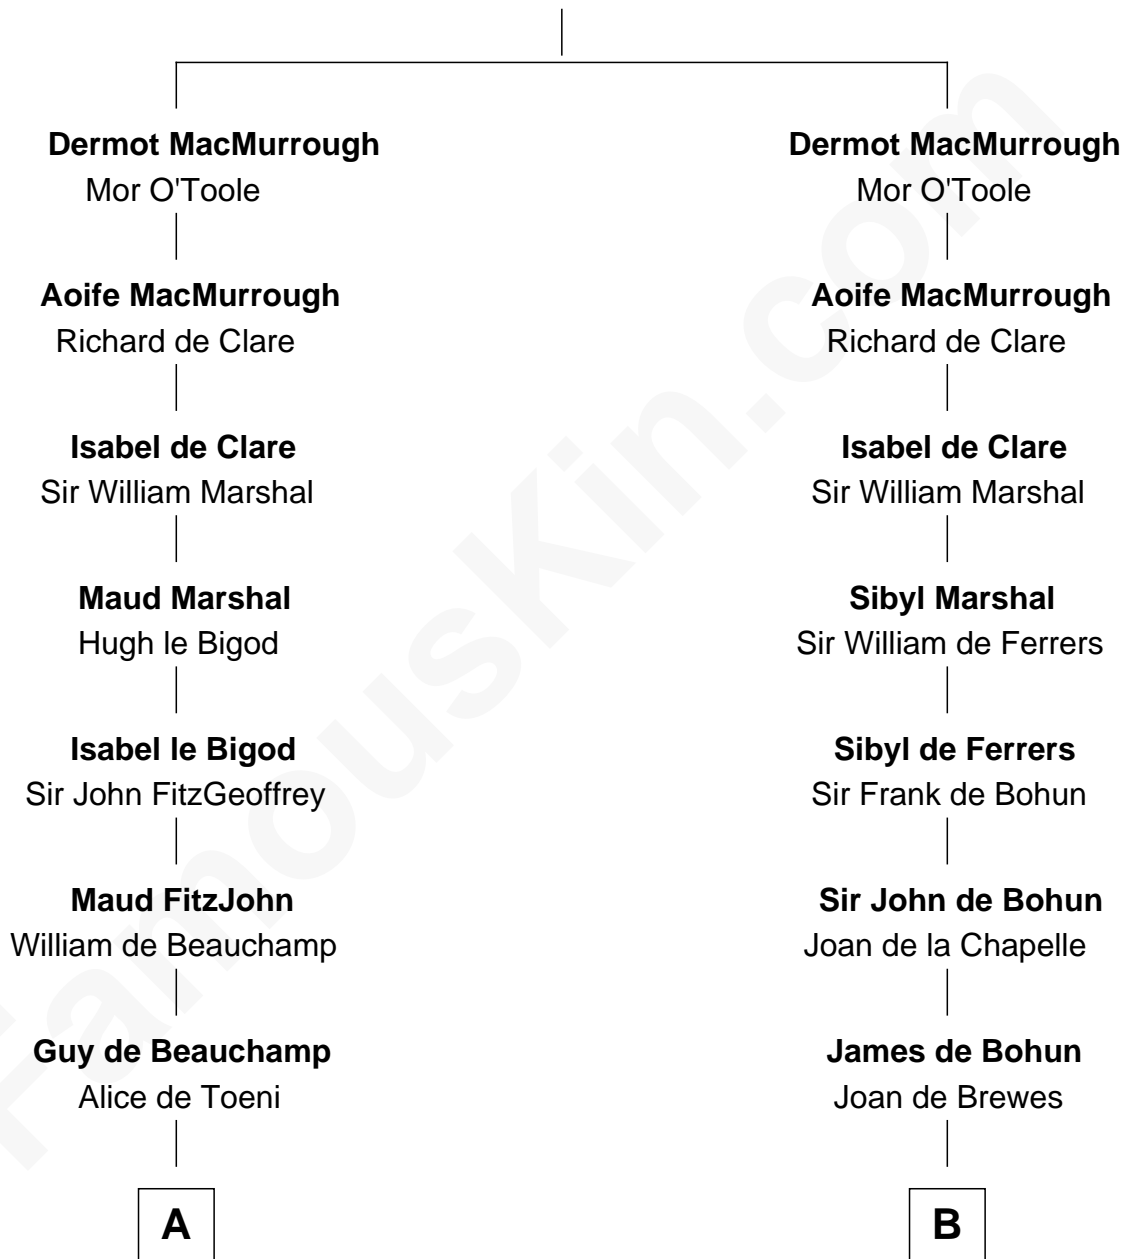 Dermot MacMurrough
Mor O'Toole
Aoife MacMurrough
Richard de Clare
Isabel de Clare
Sir William Marshal
Maud Marshal
Hugh le Bigod
Isabel le Bigod
Sir John FitzGeoffrey
Maud FitzJohn
William de Beauchamp
Guy de Beauchamp
Alice de Toeni
A
Dermot MacMurrough
Mor O'Toole
Aoife MacMurrough
Richard de Clare
Isabel de Clare
Sir William Marshal
Sibyl Marshal
Sir William de Ferrers
Sibyl de Ferrers
Sir Frank de Bohun
Sir John de Bohun
Joan de la Chapelle
James de Bohun
Joan de Brewes
B
FamousKin.com